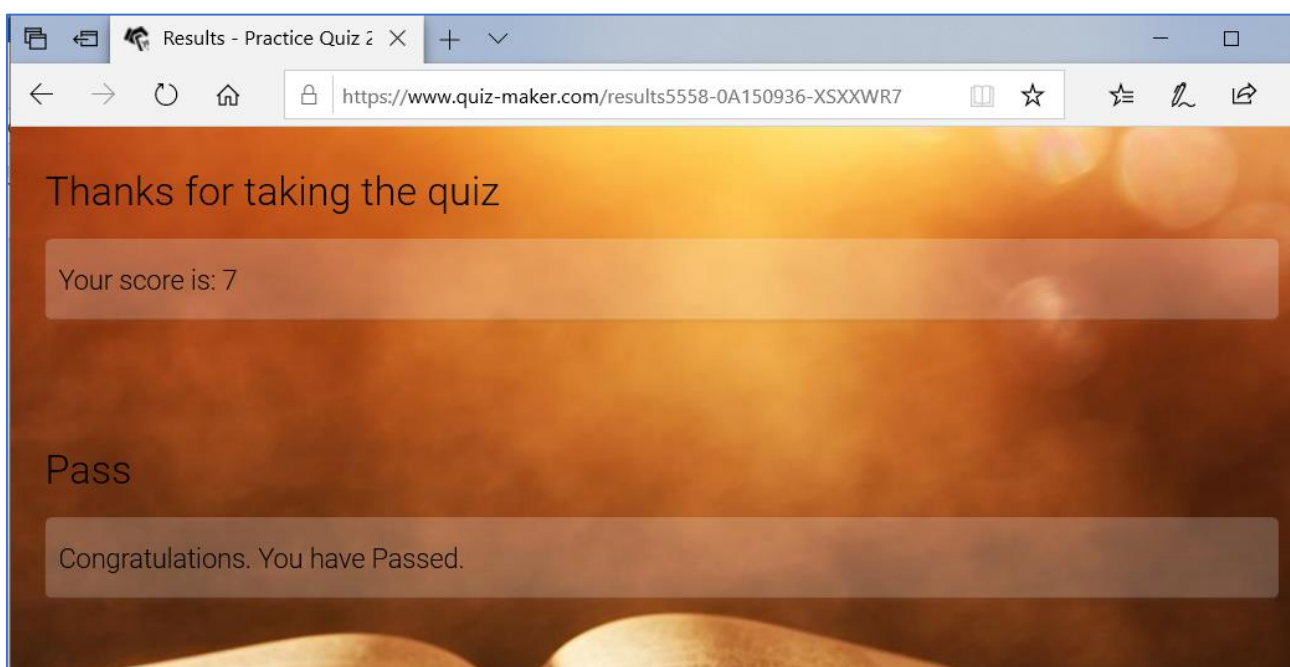 Results - Practice Quiz 2
https://www.quiz-maker.com/results5558-0A150936-XSXXWR7
Thanks for taking the quiz
Your score is: 7
Pass
Congratulations. You have Passed.